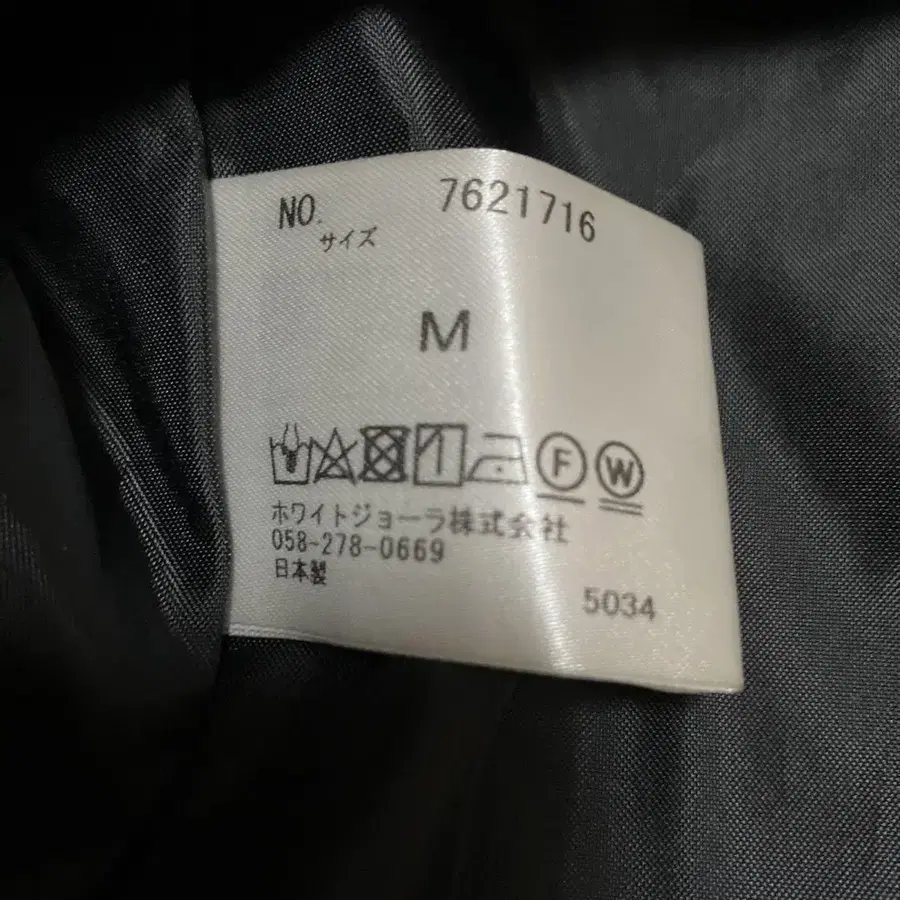 NO. 7621716
サイズ
M
F W
ホワイトジョーラ株式会社
058-278-0669
日本製
5034